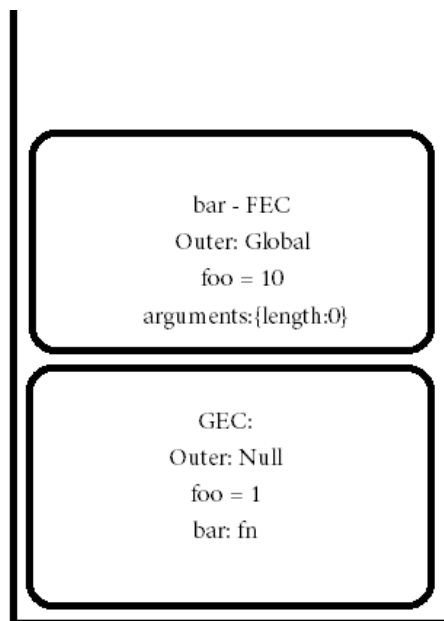 bar - FEC
Outer: Global
foo = 10
arguments:{length:0}
GEC:
Outer: Null
foo = 1
bar: fn